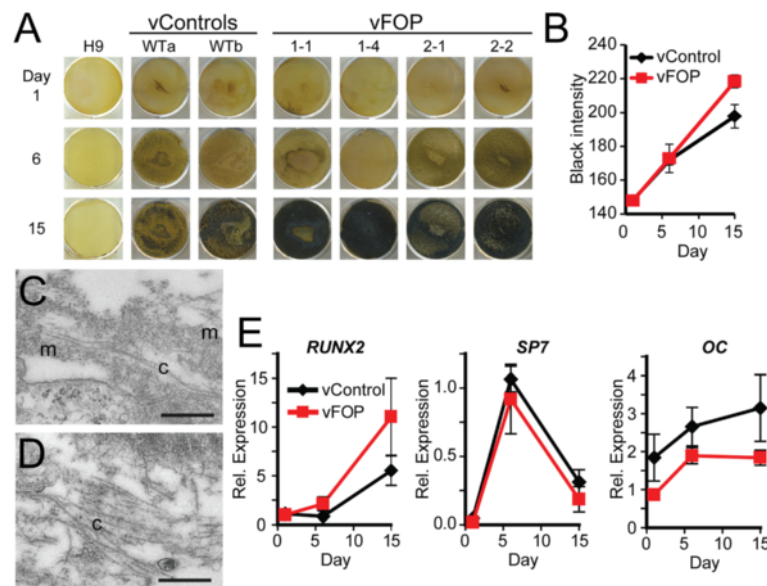 A
vControls
vFOP
H9
WTa
WTb
1-1
1-4
2-1
2-2
Day
1
6
15
B
Black intensity
240
220
200
180
160
140
vControl
vFOP
0
5
10
15
Day
C
m
c
m
D
c
E
RUNX2
Rel. Expression
15
10
5
0
vControl
vFOP
0
5
10
15
Day
SP7
Rel. Expression
1.0
0.5
0.0
0
5
10
15
Day
OC
Rel. Expression
4
3
2
1
0
0
5
10
15
Day